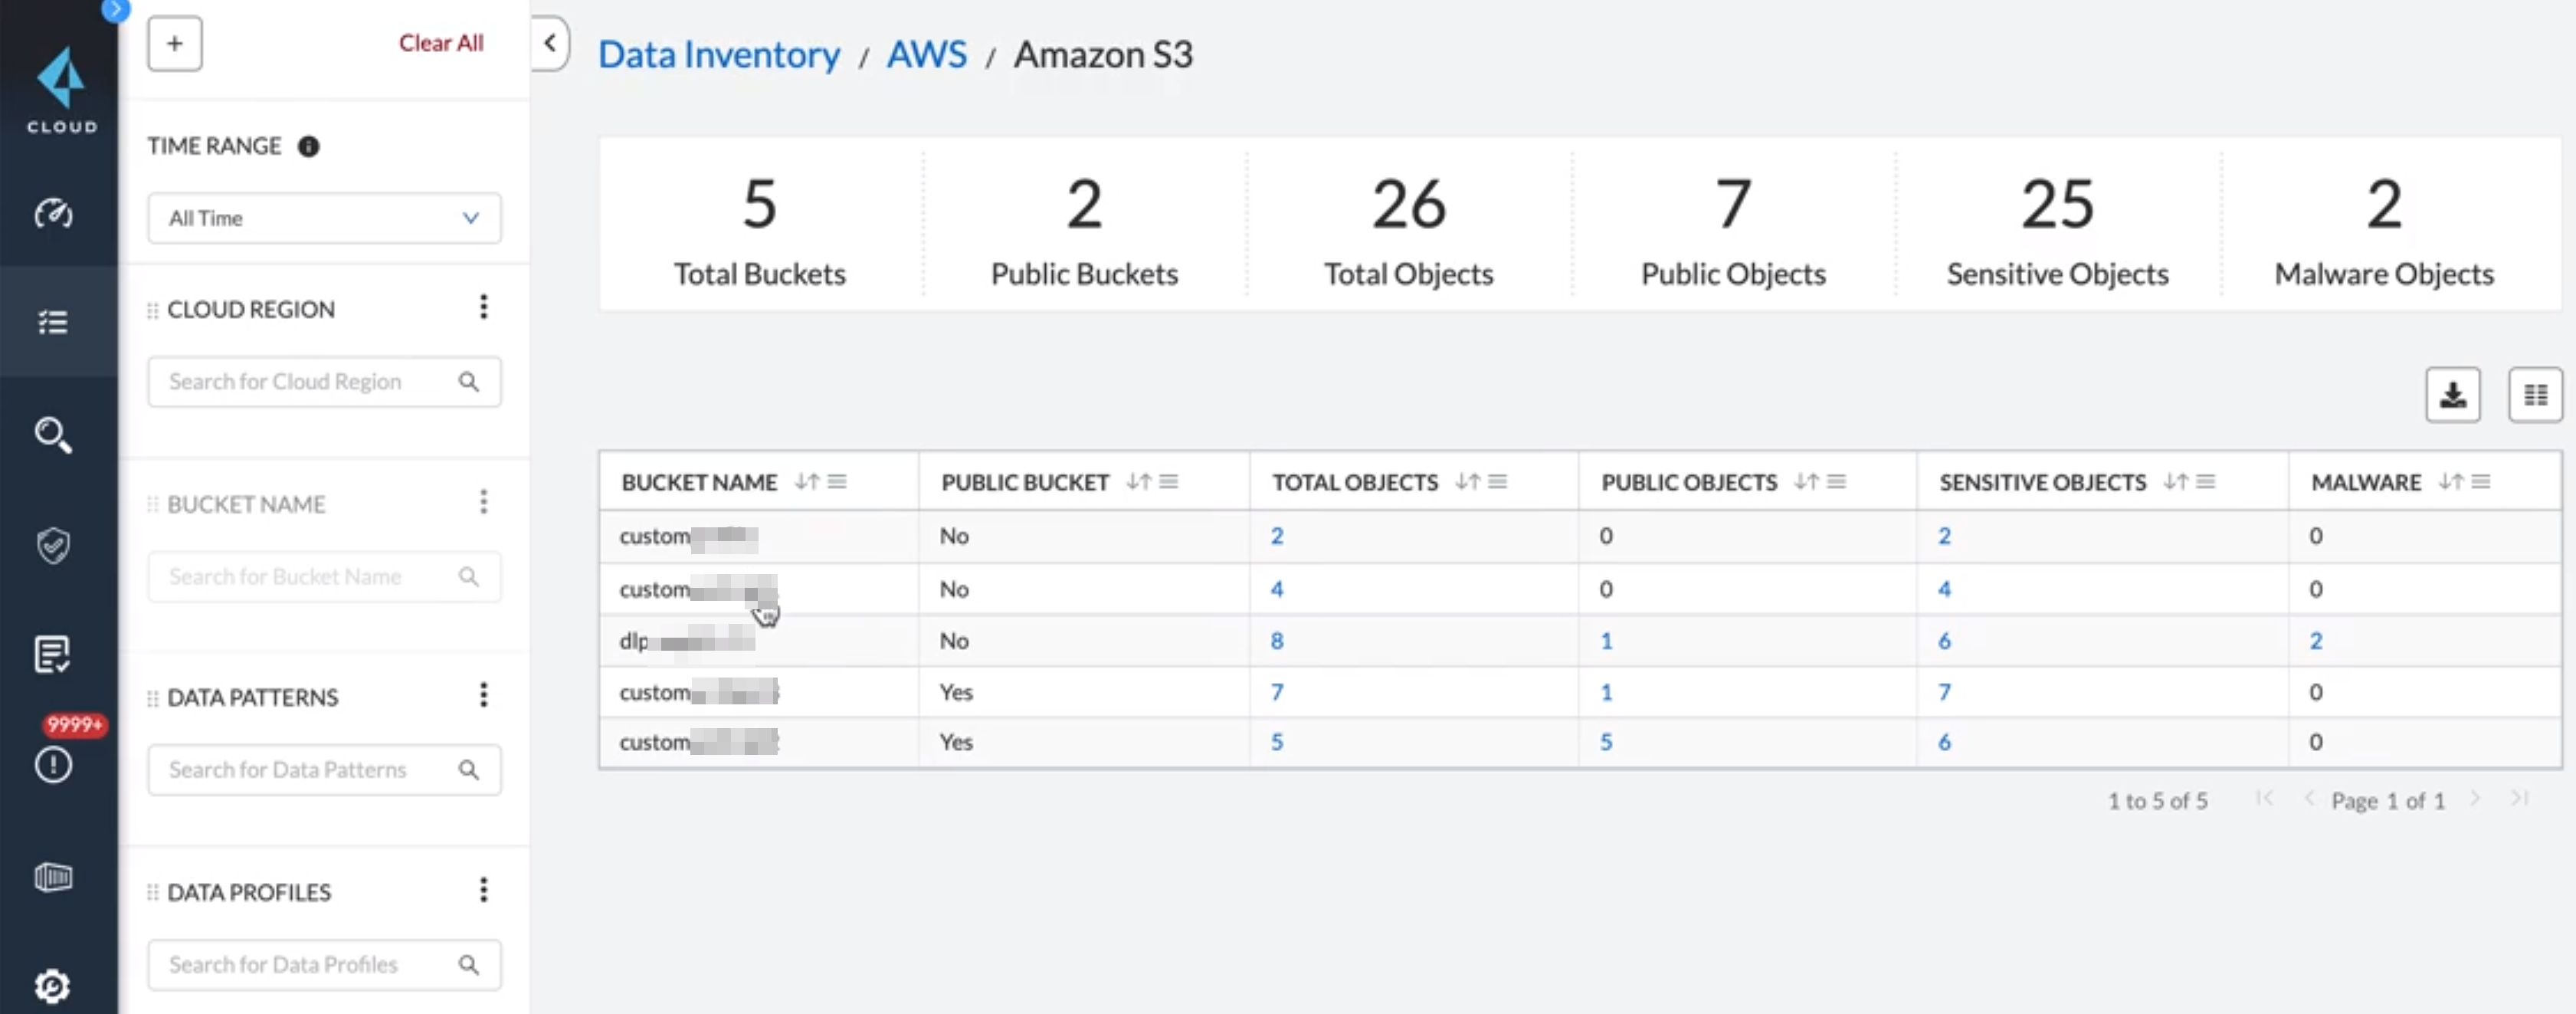 Clear All
CLOUD
TIME RANGE
All Time
CLOUD REGION
Search for Cloud Region
BUCKET NAME
Search for Bucket Name
DATA PATTERNS
Search for Data Patterns
DATA PROFILES
Search for Data Profiles
9999+
Data Inventory / AWS / Amazon S3
5 2 26 7 25 2
Total Buckets Public Buckets Total Objects Public Objects Sensitive Objects Malware Objects
BUCKET NAME PUBLIC BUCKET TOTAL OBJECTS PUBLIC OBJECTS SENSITIVE OBJECTS MALWARE
custom No 2 0 2 0
custom No 4 0 4 0
dlp No 8 1 6 2
custom Yes 7 1 7 0
custom Yes 5 5 6 0
1 to 5 of 5 Page 1 of 1